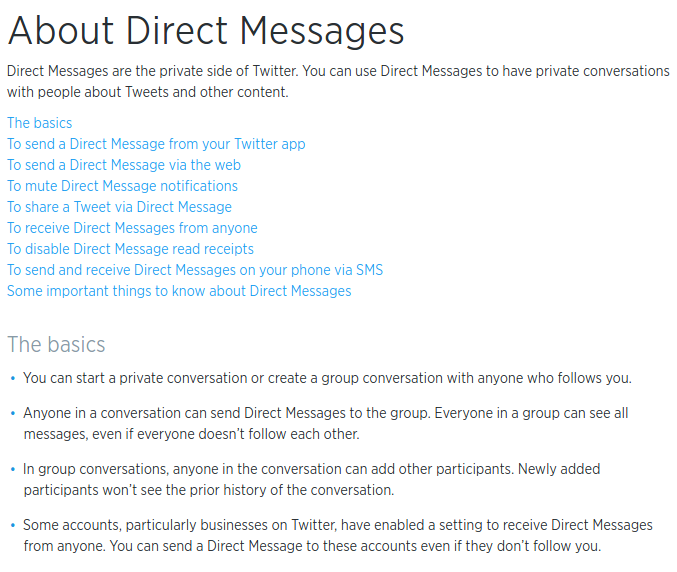 About Direct Messages
Direct Messages are the private side of Twitter. You can use Direct Messages to have private conversations
with people about Tweets and other content.
The basics
To send a Direct Message from your Twitter app
To send a Direct Message via the web
To mute Direct Message notifications
To share a Tweet via Direct Message
To receive Direct Messages from anyone
To disable Direct Message read receipts
To send and receive Direct Messages on your phone via SMS
Some important things to know about Direct Messages
The basics
• You can start a private conversation or create a group conversation with anyone who follows you.
• Anyone in a conversation can send Direct Messages to the group. Everyone in a group can see all
messages, even if everyone doesn’t follow each other.
• In group conversations, anyone in the conversation can add other participants. Newly added
participants won’t see the prior history of the conversation.
• Some accounts, particularly businesses on Twitter, have enabled a setting to receive Direct Messages
from anyone. You can send a Direct Message to these accounts even if they don’t follow you.